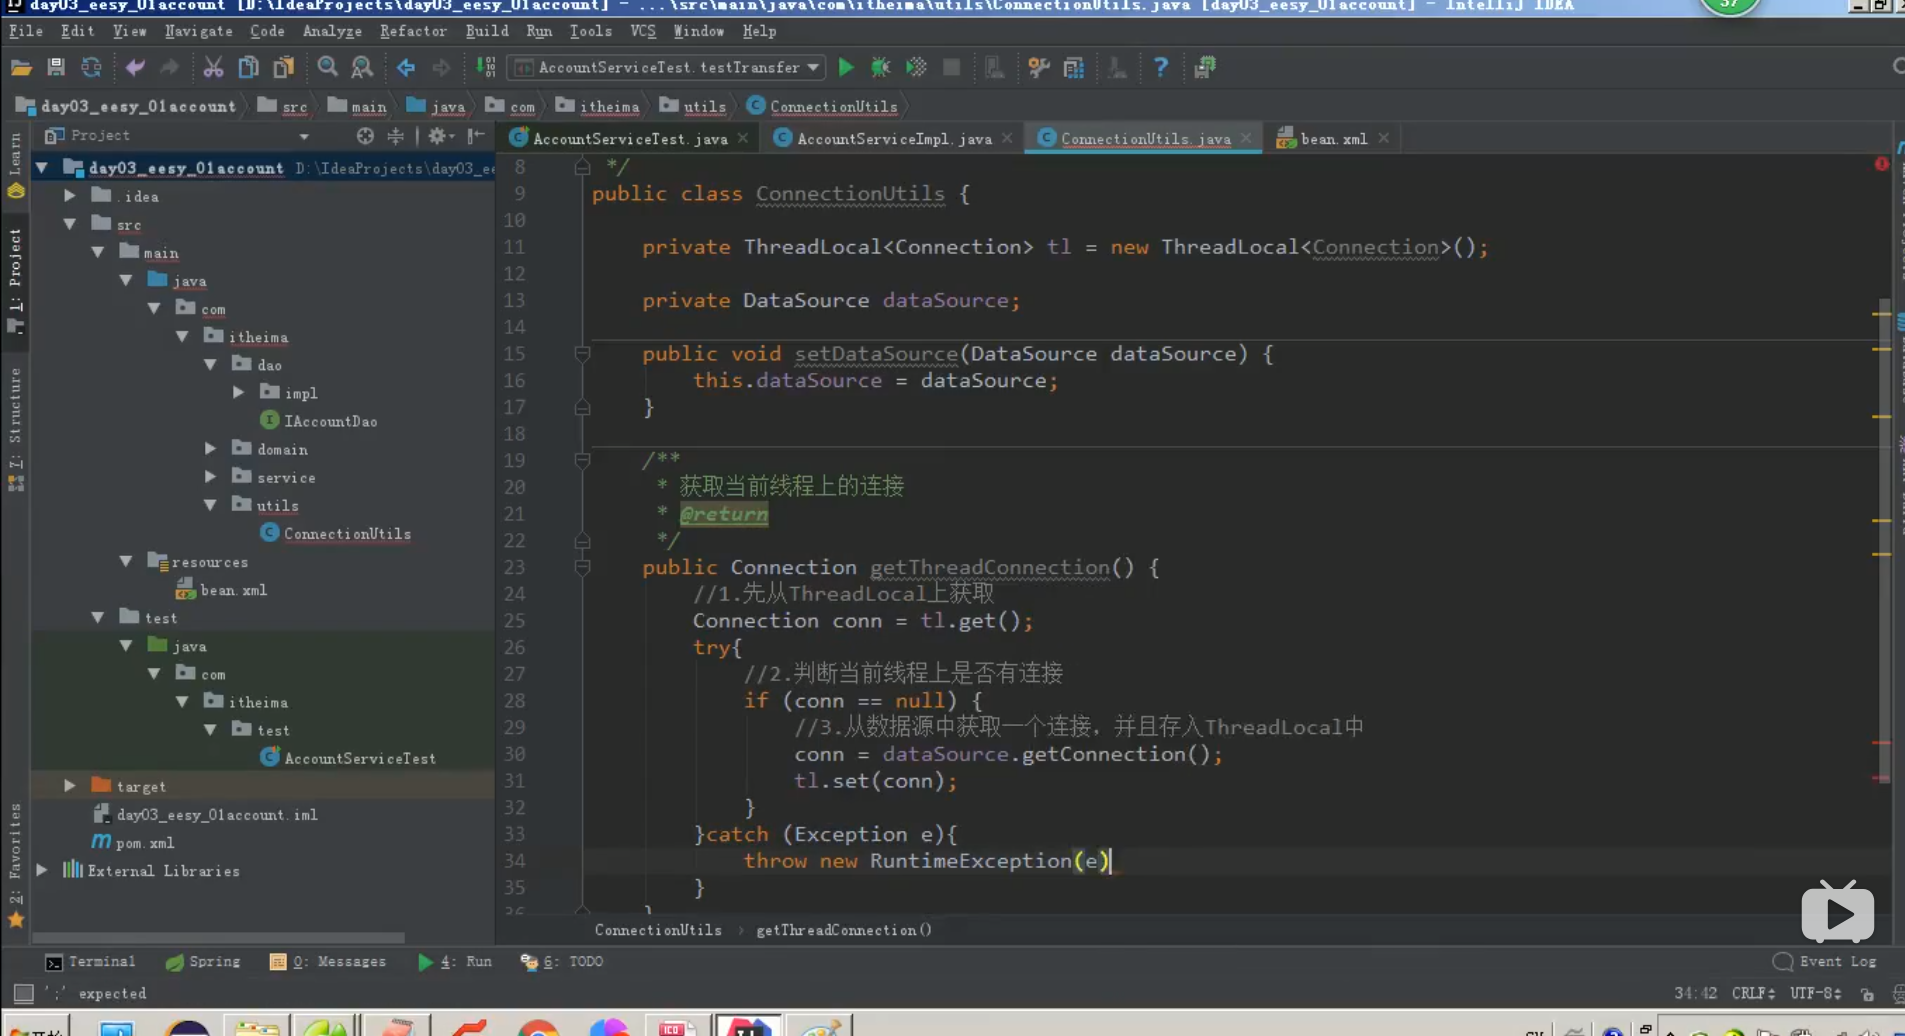 day03_eesy_01account [D:\IdeaProjects\day03_eesy_01account] - ...\src\main\java\com\itheima\utils\ConnectionUtils.java [day03_eesy_01account] - IntelliJ IDEA
37
File Edit View Navigate Code Analyze Refactor Build Run Tools VCS Window Help
AccountServiceTest.testTransfer
day03_eesy_01account src main java com itheima utils ConnectionUtils
Project
AccountServiceTest.java AccountServiceImpl.java ConnectionUtils.java bean.xml
Learn
1: Project
7: Structure
2: Favorites
day03_eesy_01account D:\IdeaProjects\day03_ee
.idea
src
main
java
com
itheima
dao
impl
IAccountDao
domain
service
utils
ConnectionUtils
resources
bean.xml
test
java
com
itheima
test
AccountServiceTest
target
day03_eesy_01account.iml
pom.xml
External Libraries
8 */
9 public class ConnectionUtils {
10
11 private ThreadLocal<Connection> tl = new ThreadLocal<Connection>();
12
13 private DataSource dataSource;
14
15 public void setDataSource(DataSource dataSource) {
16 this.dataSource = dataSource;
17 }
18
19 /**
20 * 获取当前线程上的连接
21 * @return
22 */
23 public Connection getThreadConnection() {
24 //1.先从ThreadLocal上获取
25 Connection conn = tl.get();
26 try{
27 //2.判断当前线程上是否有连接
28 if (conn == null) {
29 //3.从数据源中获取一个连接，并且存入ThreadLocal中
30 conn = dataSource.getConnection();
31 tl.set(conn);
32 }
33 }catch (Exception e){
34 throw new RuntimeException(e)
35 }
36 }
ConnectionUtils › getThreadConnection()
Terminal Spring 0: Messages 4: Run 6: TODO Event Log
';' expected
34:42 CRLF UTF-8
开始